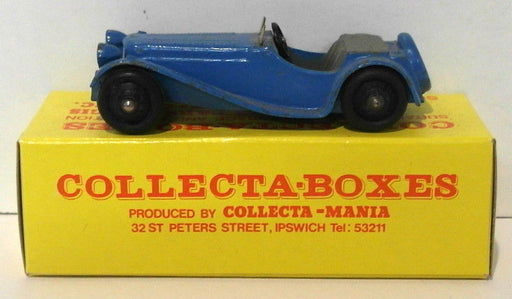 COLLECTA-BOXES
PRODUCED BY COLLECTA-MANIA
32 ST PETERS STREET, IPSWICH Tel: 53211